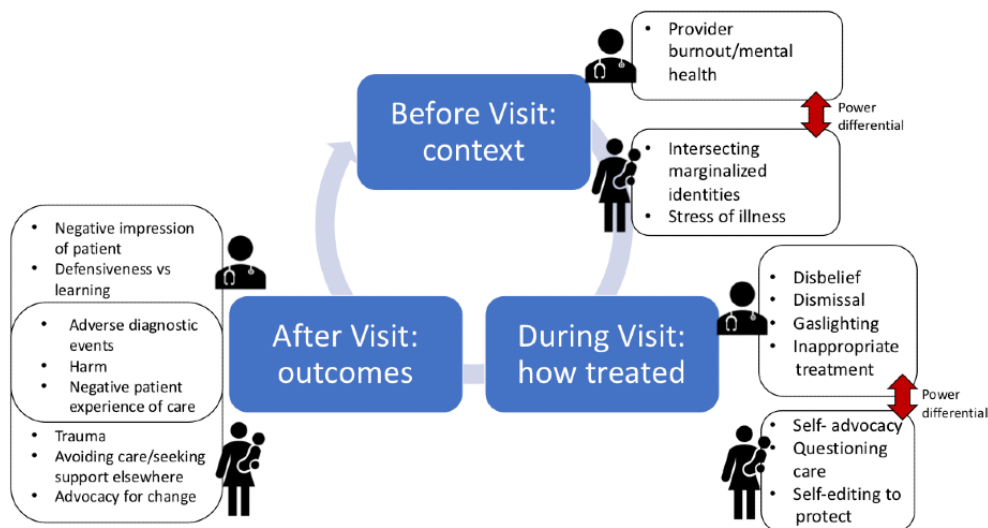 Before Visit:
context
• Provider
burnout/mental
health
Power
differential
• Intersecting
marginalized
identities
• Stress of illness
During Visit:
how treated
• Disbelief
• Dismissal
• Gaslighting
• Inappropriate
treatment
Power
differential
• Self- advocacy
• Questioning
care
• Self-editing to
protect
After Visit:
outcomes
• Negative impression
of patient
• Defensiveness vs
learning
• Adverse diagnostic
events
• Harm
• Negative patient
experience of care
• Trauma
• Avoiding care/seeking
support elsewhere
• Advocacy for change